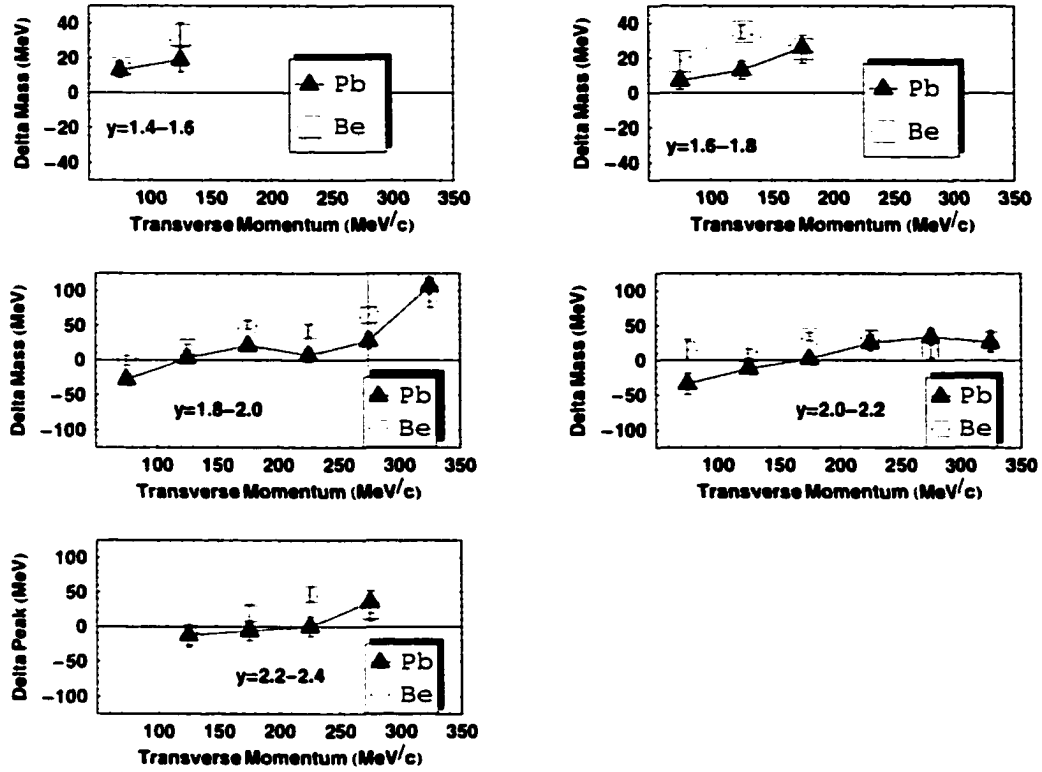 40
20
0
−20
−40
Delta Mass (MeV)
Pb
Be
y=1.4−1.6
100 150 200 250 300 350
Transverse Momentum (MeV/c)
40
20
0
−20
−40
Delta Mass (MeV)
Pb
Be
y=1.6−1.8
100 150 200 250 300 350
Transverse Momentum (MeV/c)
100
50
0
−50
−100
Delta Mass (MeV)
Pb
Be
y=1.8−2.0
100 150 200 250 300 350
Transverse Momentum (MeV/c)
100
50
0
−50
−100
Delta Mass (MeV)
Pb
Be
y=2.0−2.2
100 150 200 250 300 350
Transverse Momentum (MeV/c)
100
50
0
−50
−100
Delta Peak (MeV)
Pb
Be
y=2.2−2.4
100 150 200 250 300 350
Transverse Momentum (MeV/c)